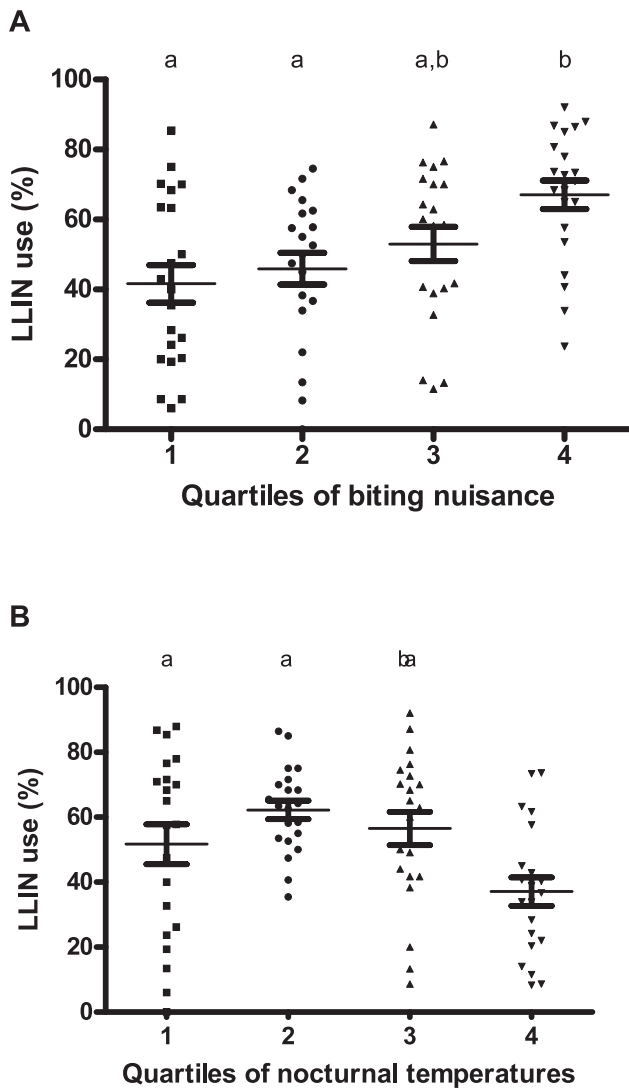 A
a a a,b b
100
80
60
40
20
0
LLIN use (%)
1 2 3 4
Quartiles of biting nuisance
B
a a ba
100
80
60
40
20
0
LLIN use (%)
1 2 3 4
Quartiles of nocturnal temperatures